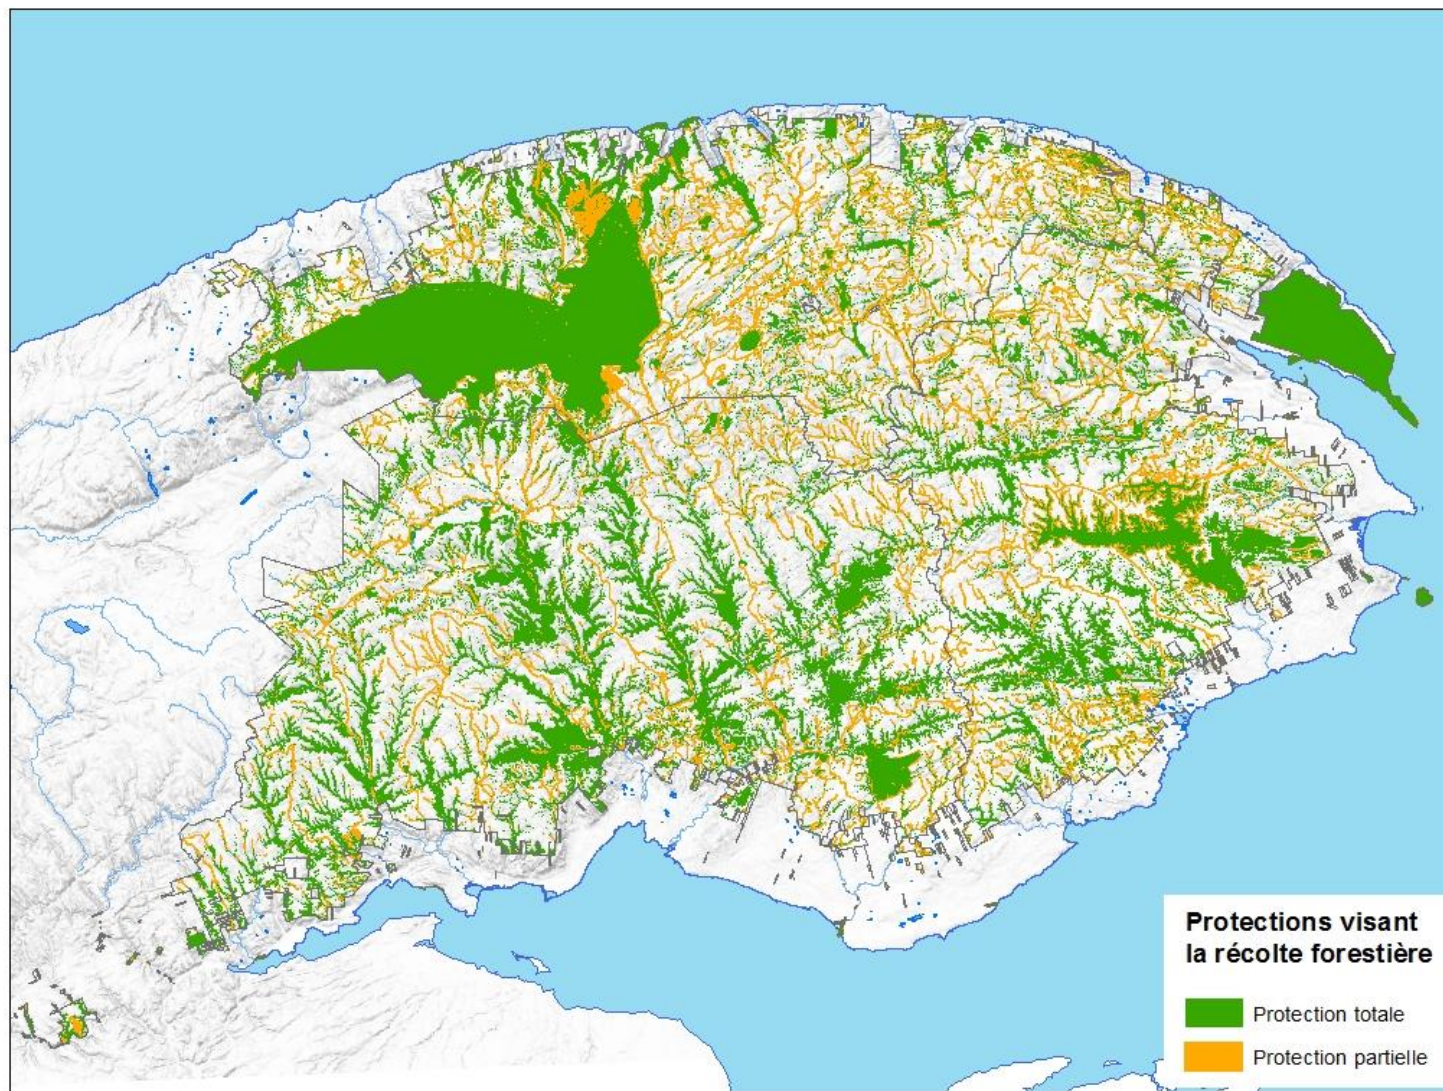 Protections visant
la récolte forestière
Protection totale
Protection partielle